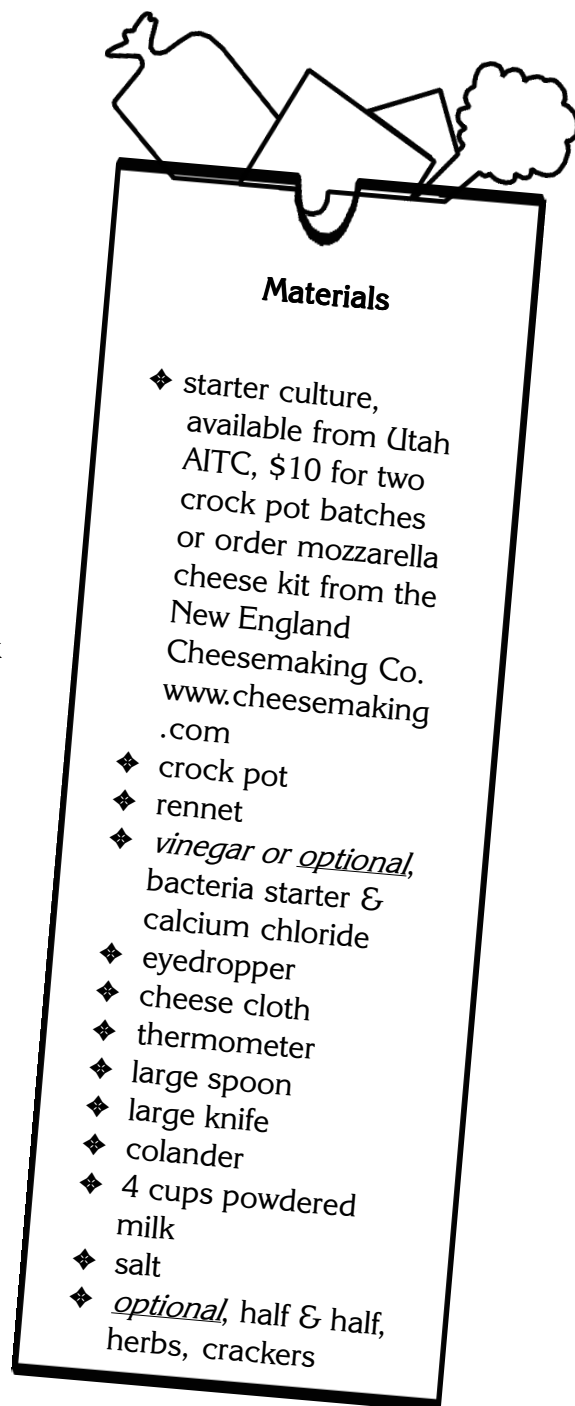 Materials
❖ starter culture,
available from Utah
AITC, $10 for two
crock pot batches
or order mozzarella
cheese kit from the
New England
Cheesemaking Co.
www.cheesemaking
.com
❖ crock pot
❖ rennet
❖ vinegar or optional,
bacteria starter &
calcium chloride
❖ eyedropper
❖ cheese cloth
❖ thermometer
❖ large spoon
❖ large knife
❖ colander
❖ 4 cups powdered
milk
❖ salt
❖ optional, half & half,
herbs, crackers